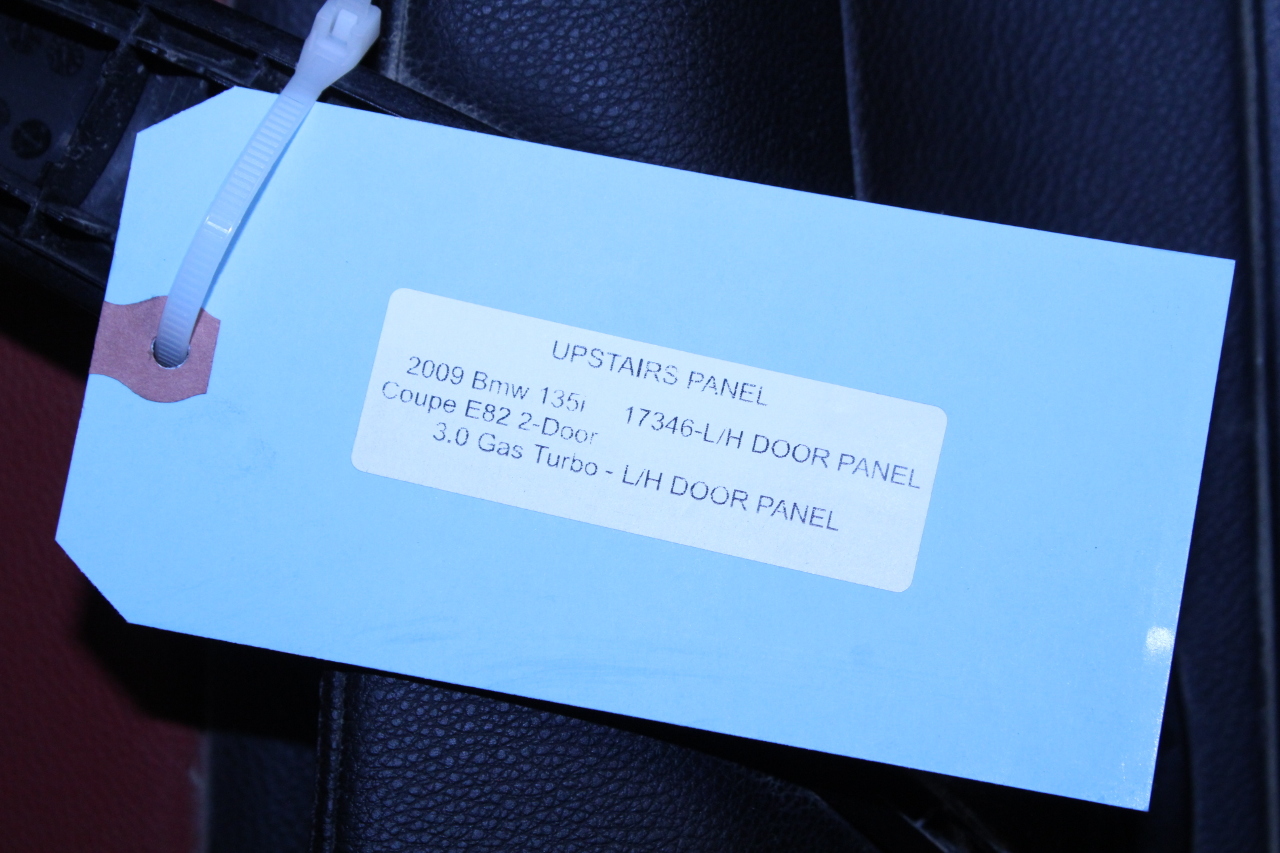 UPSTAIRS PANEL
2009 Bmw 135i 17346-L/H DOOR PANEL
Coupe E82 2-Door
3.0 Gas Turbo - L/H DOOR PANEL